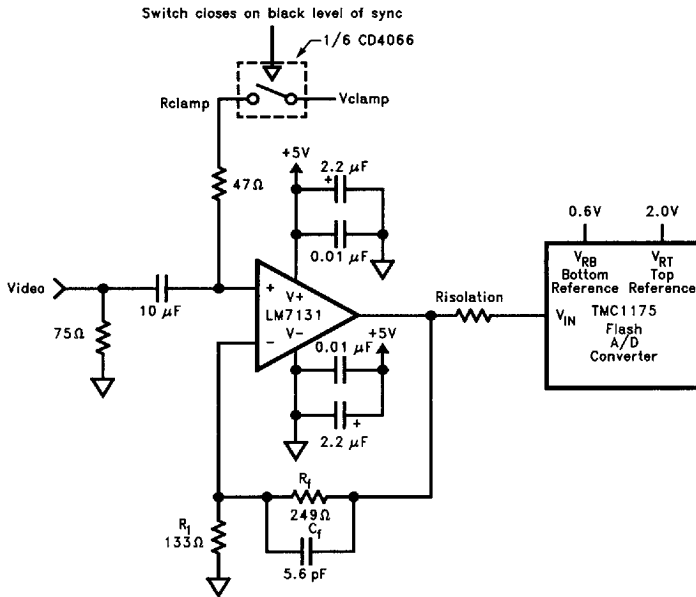 Switch closes on black level of sync
1/6 CD4066
Rclamp
Vclamp
47Ω
+5V
2.2 μF
+
0.01 μF
0.6V
2.0V
VRB
Bottom
Reference
VRT
Top
Reference
Video
10 μF
75Ω
+
V+
LM7131
V-
-
Risolation
VIN
TMC1175
Flash
A/D
Converter
0.01 μF
+5V
2.2 μF
+
Rf
249Ω
Cf
5.6 pF
R1
133Ω